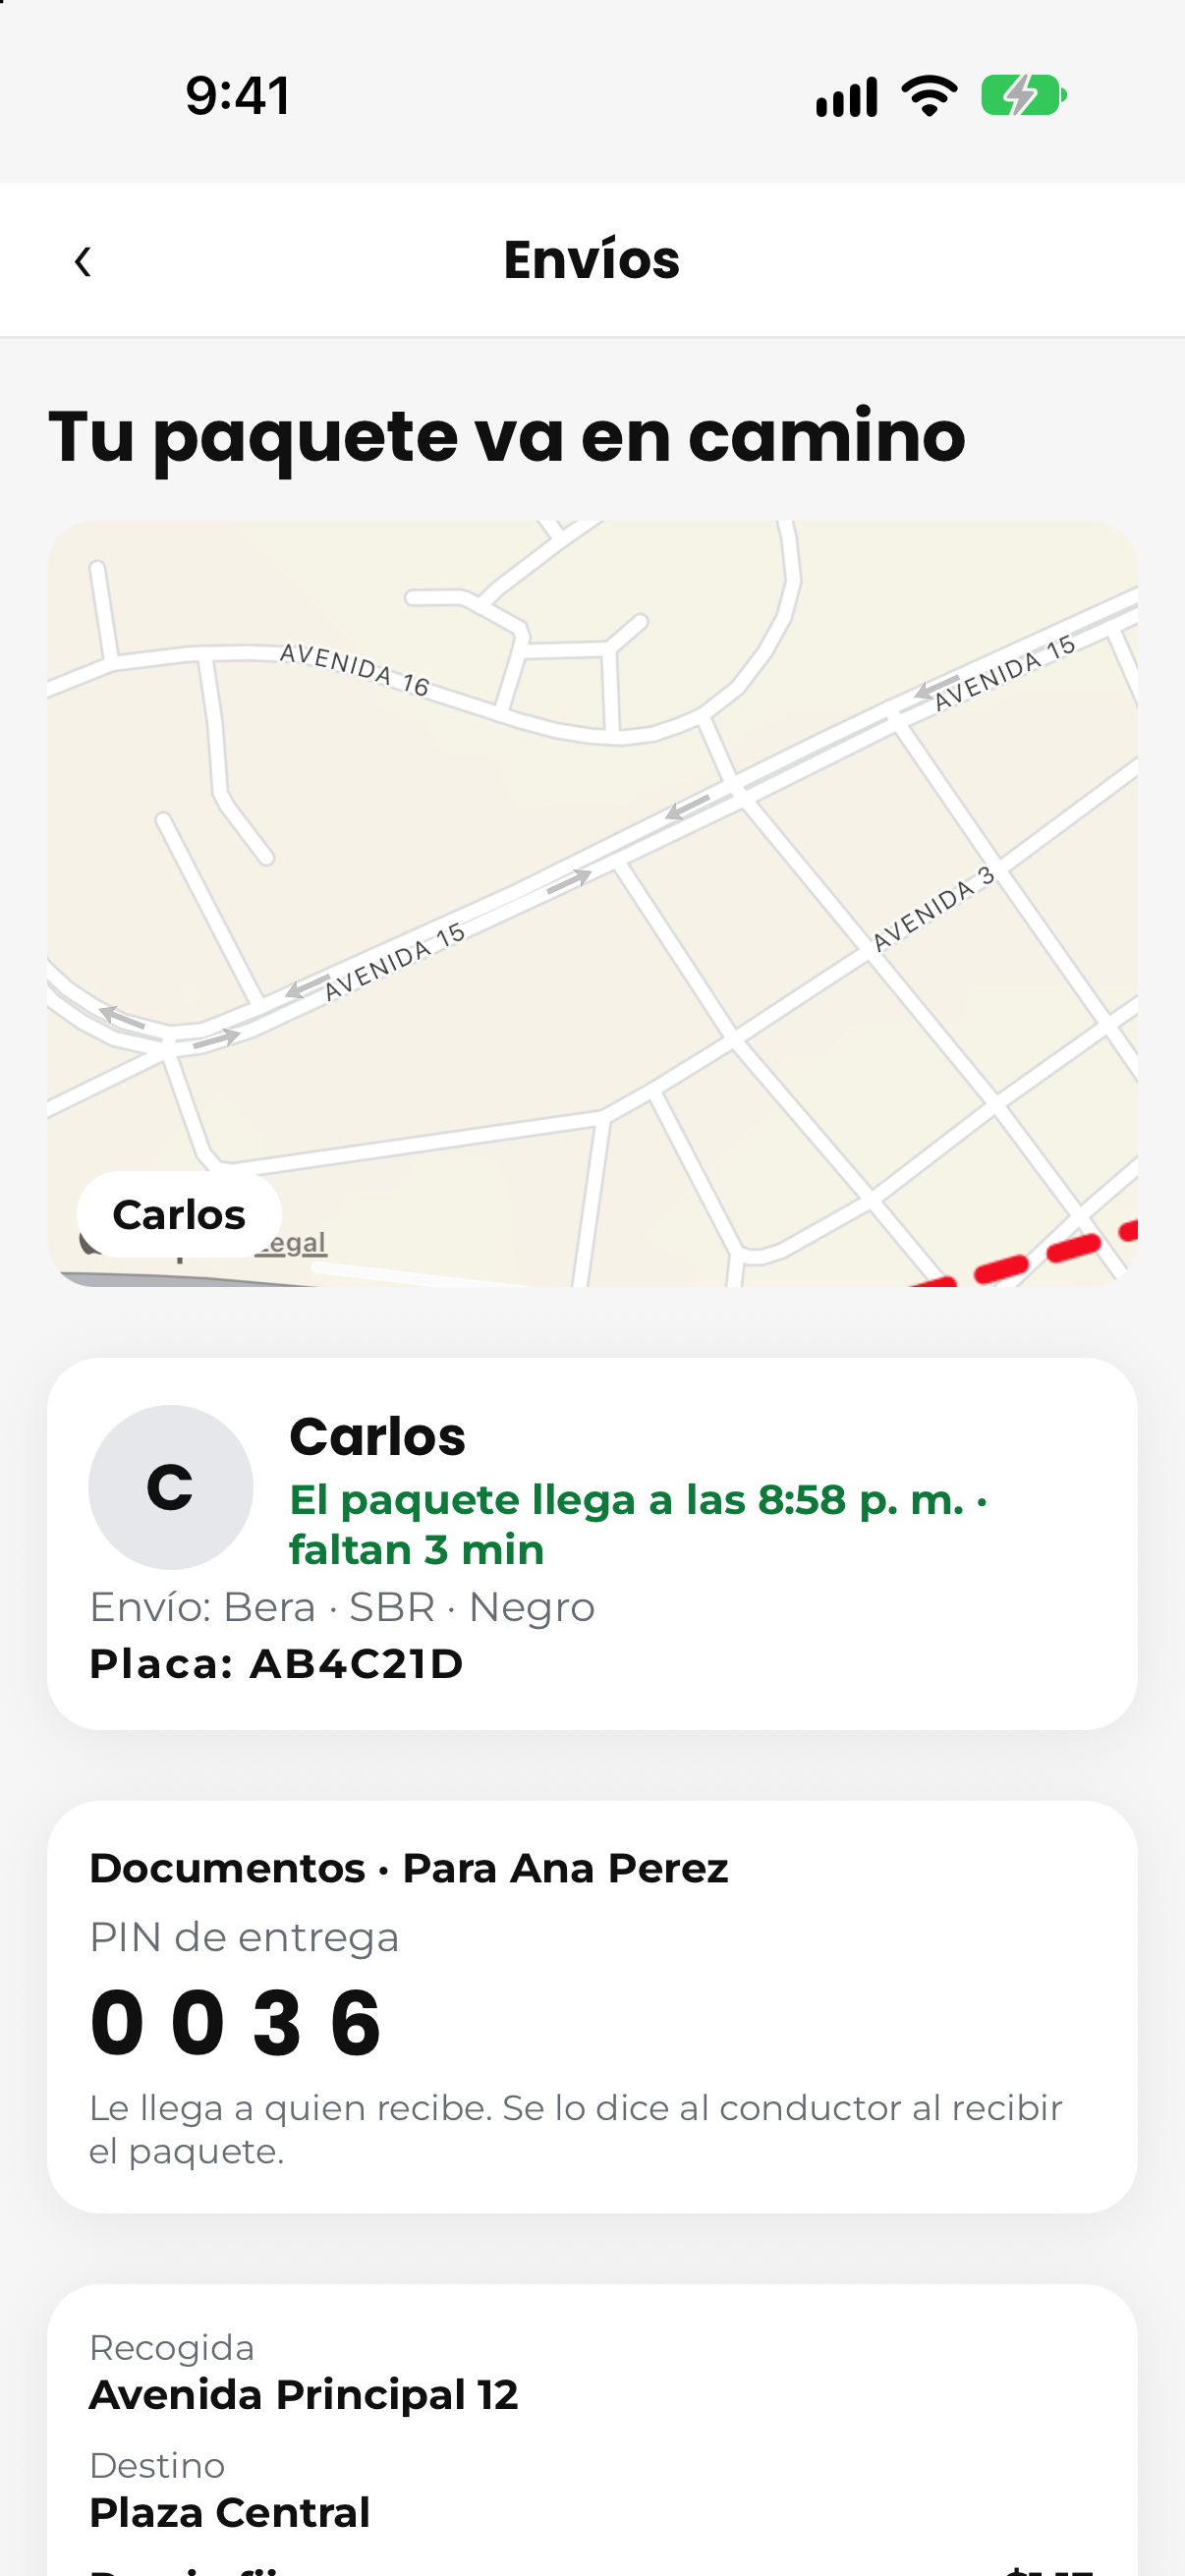 9:41
‹
Envíos
Tu paquete va en camino
AVENIDA 16
AVENIDA 15
AVENIDA 3
AVENIDA 15
Carlos
egal
C
Carlos
El paquete llega a las 8:58 p. m. ·
faltan 3 min
Envío: Bera · SBR · Negro
Placa: AB4C21D
Documentos · Para Ana Perez
PIN de entrega
0 0 3 6
Le llega a quien recibe. Se lo dice al conductor al recibir
el paquete.
Recogida
Avenida Principal 12
Destino
Plaza Central